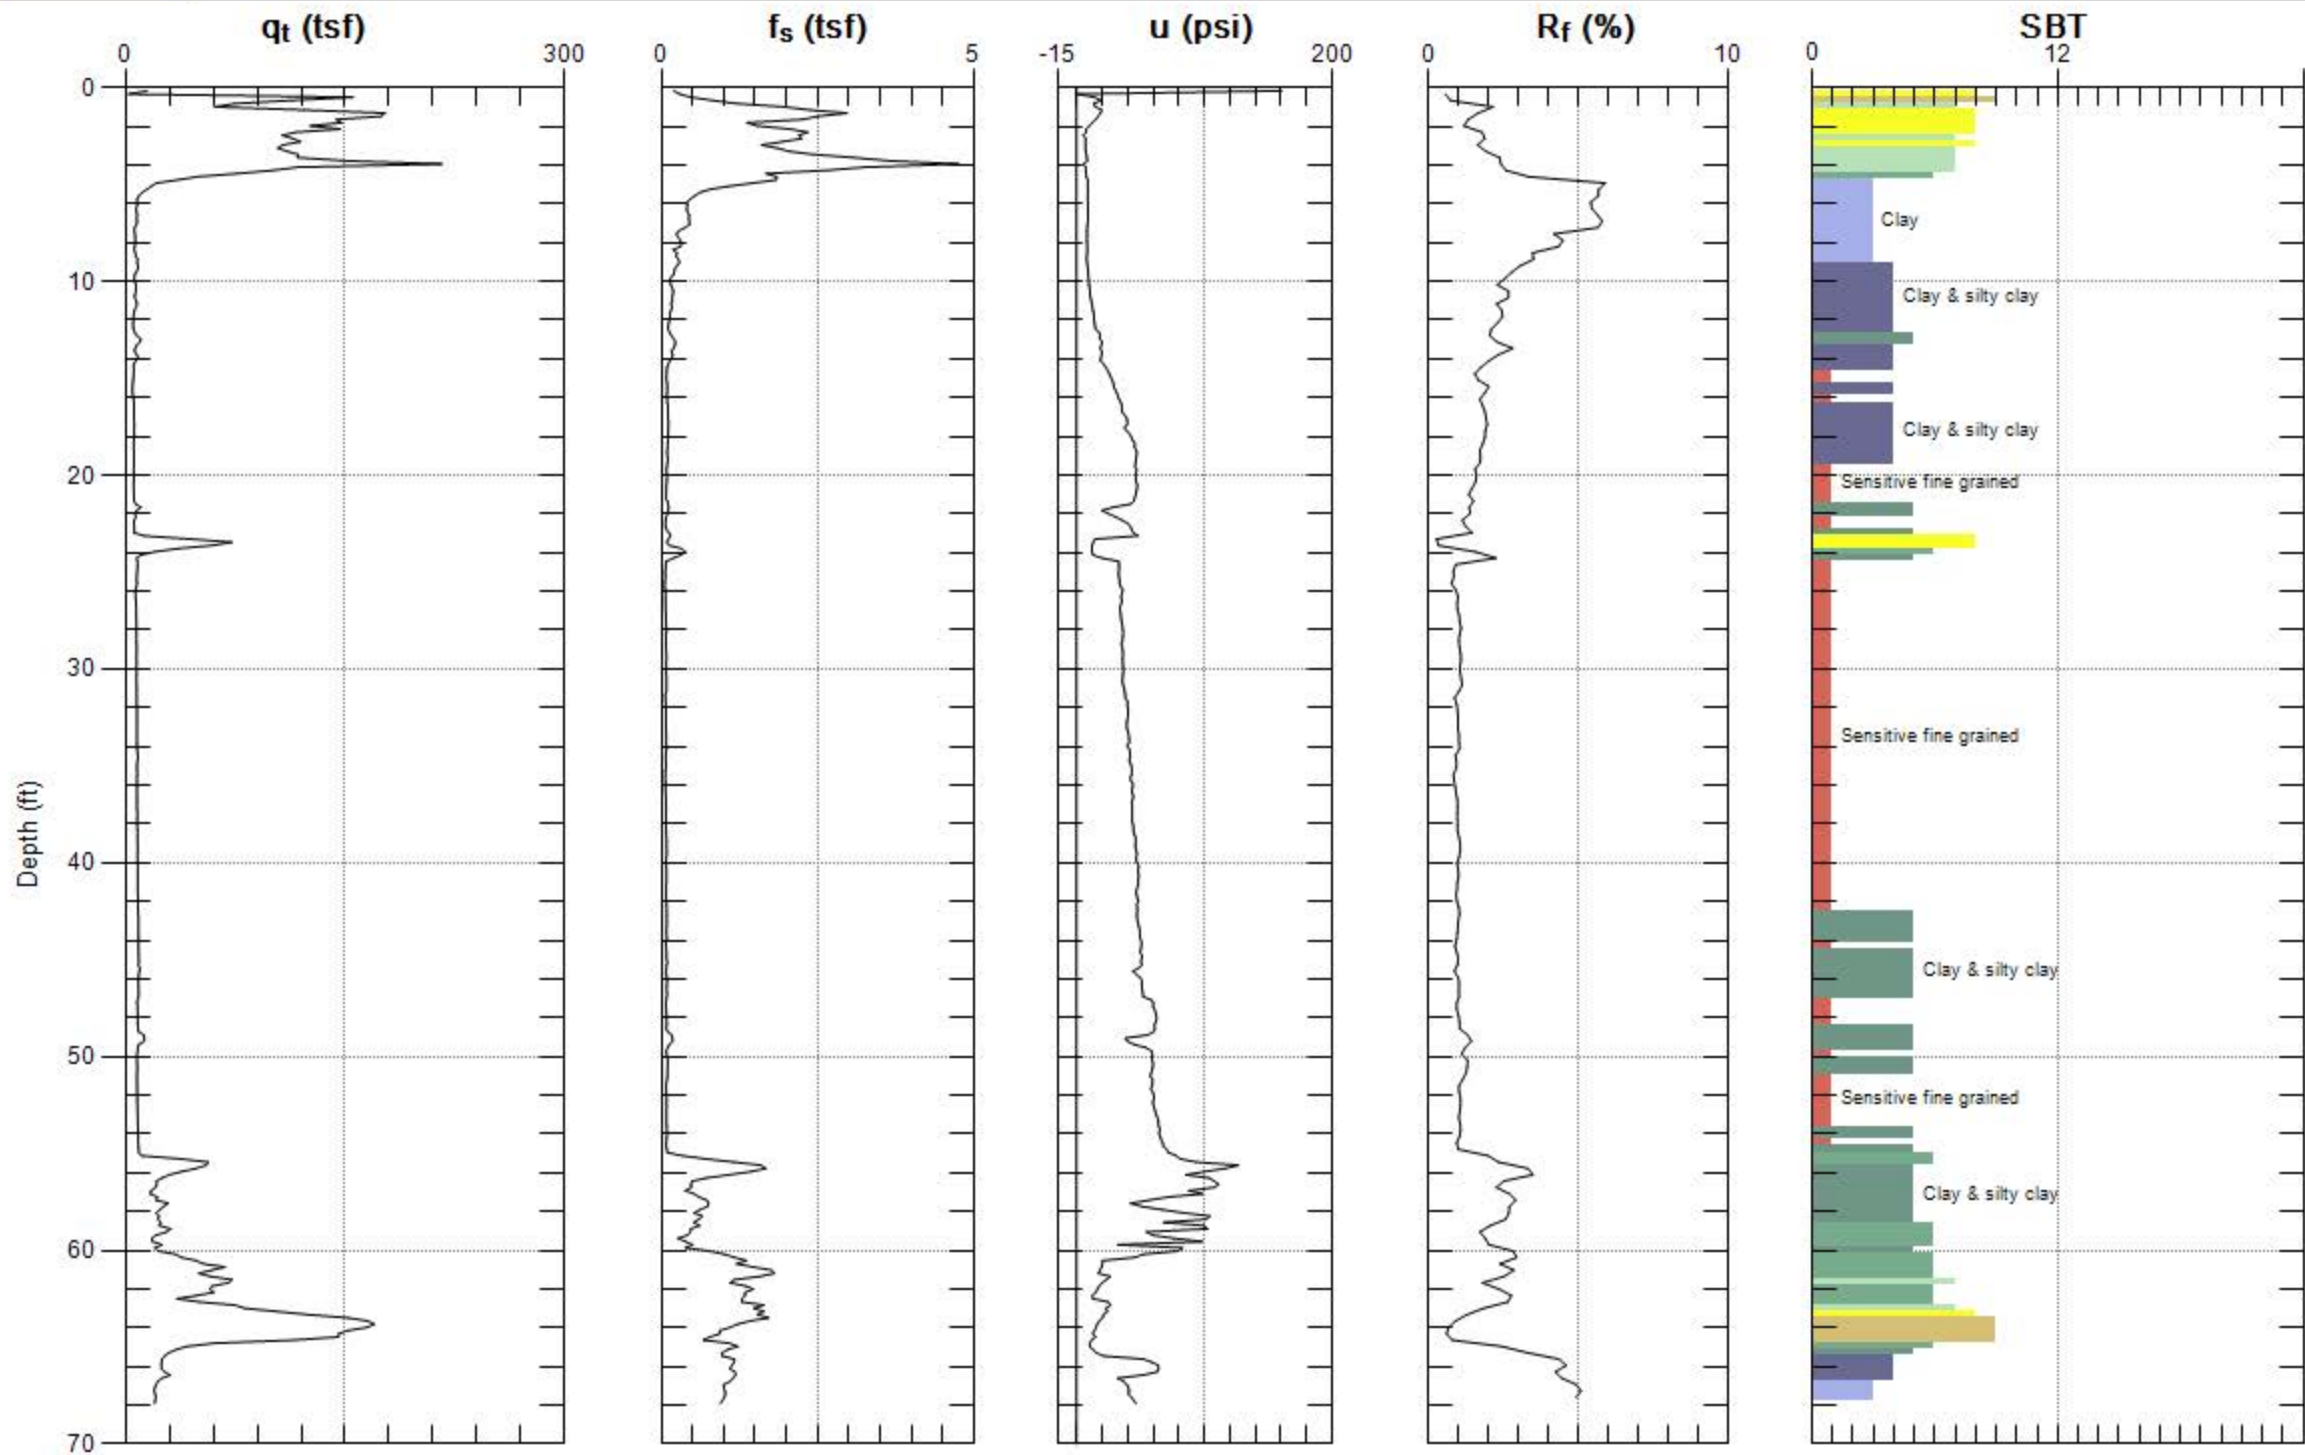 qt (tsf)
fs (tsf)
u (psi)
Rf (%)
SBT
0
300
0
5
-15
200
0
10
0
12
0
10
20
30
40
50
60
70
Depth (ft)
Clay
Clay & silty clay
Clay & silty clay
Sensitive fine grained
Sensitive fine grained
Clay & silty clay
Sensitive fine grained
Clay & silty clay